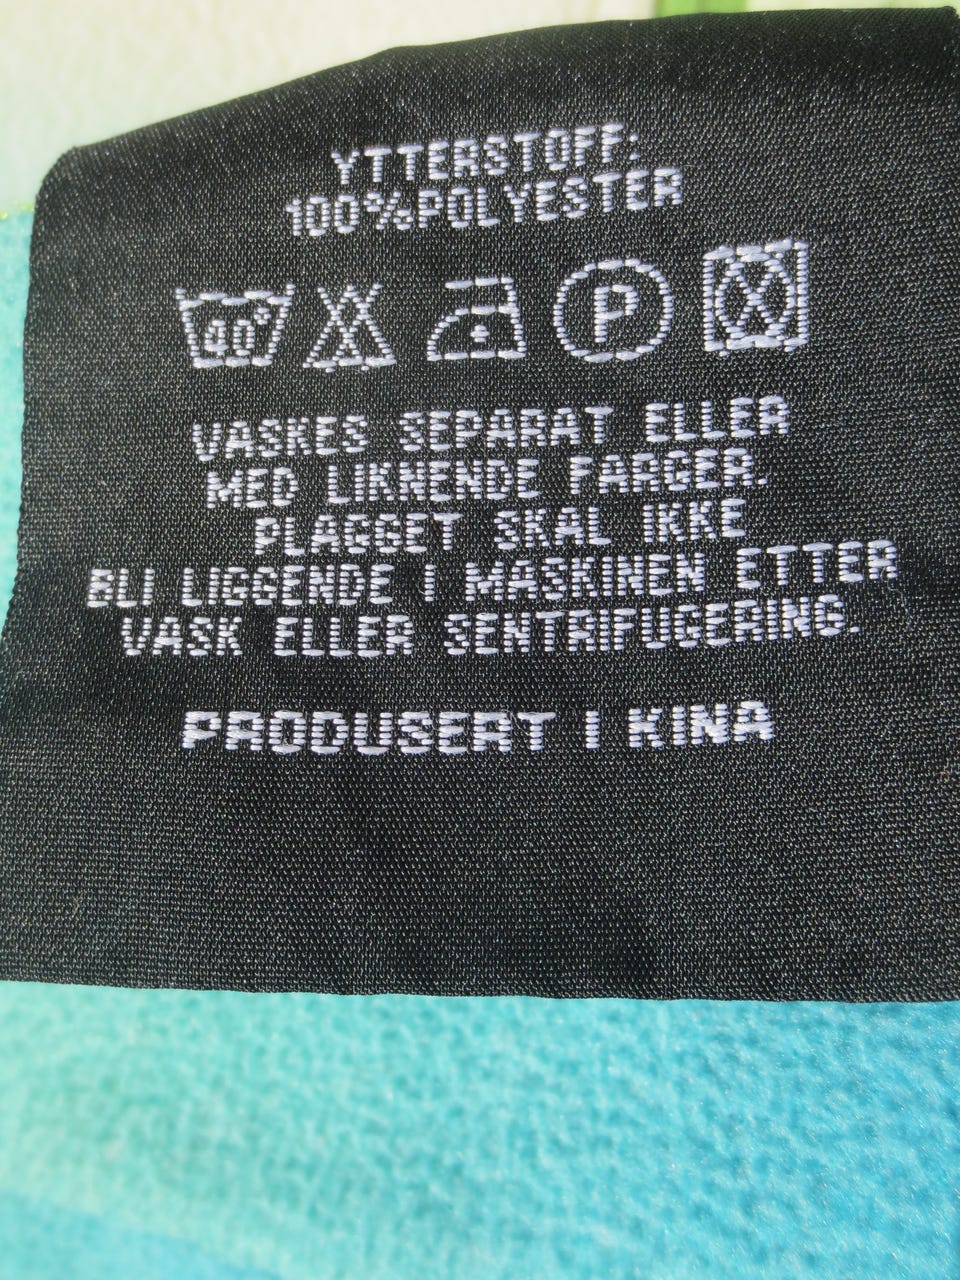 YTTERSTOFF:
100%POLYESTER
40°
P
VASKES SEPARAT ELLER
MED LIKNENDE FARGER.
PLAGGET SKAL IKKE
BLI LIGGENDE I MASKINEN ETTER
VASK ELLER SENTRIFUGERING.
PRODUSERT I KINA